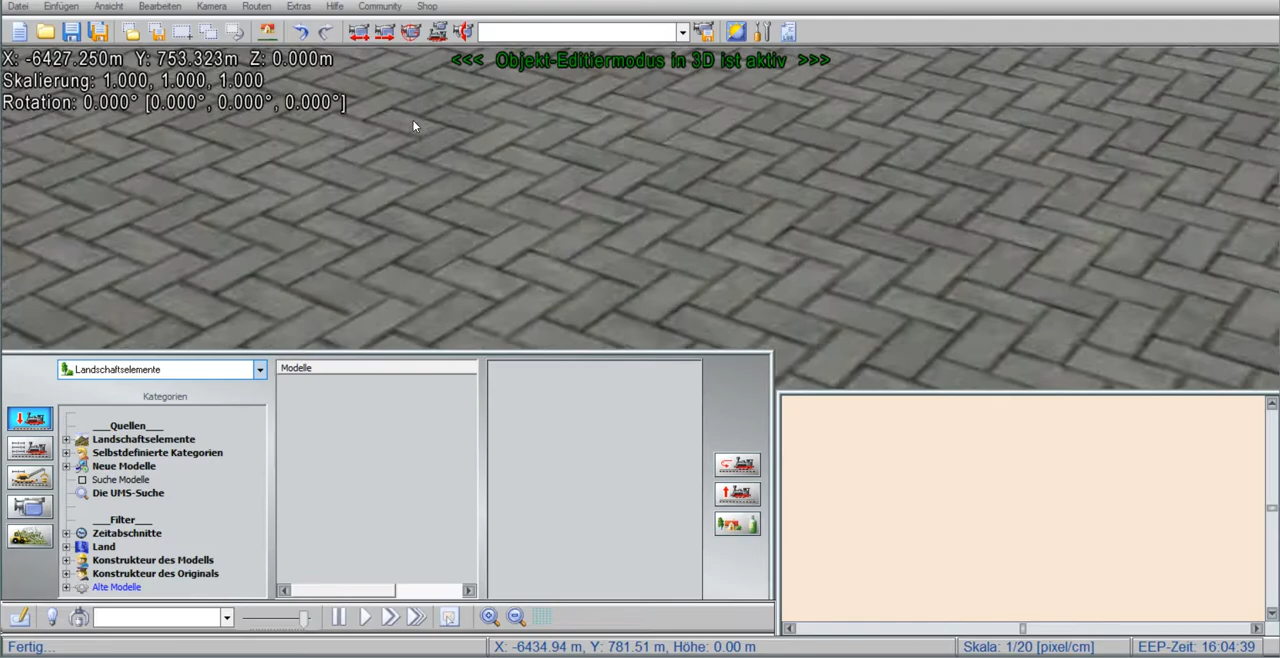 Datei Einfügen Ansicht Bearbeiten Kamera Routen Extras Hilfe Community Shop
X: -6427.250m Y: 753.323m Z: 0.000m
<<< Objekt-Editiermodus in 3D ist aktiv >>>
Skalierung: 1.000, 1.000, 1.000
Rotation: 0.000° [0.000°, 0.000°, 0.000°]
Landschaftselemente
Modelle
Kategorien
___Quellen___
Landschaftselemente
Selbstdefinierte Kategorien
Neue Modelle
Suche Modelle
Die UMS-Suche
___Filter___
Zeitabschnitte
Land
Konstrukteur des Modells
Konstrukteur des Originals
Alte Modelle
Fertig...
X: -6434.94 m, Y: 781.51 m, Höhe: 0.00 m
Skala: 1/20 [pixel/cm]
EEP-Zeit: 16:04:39